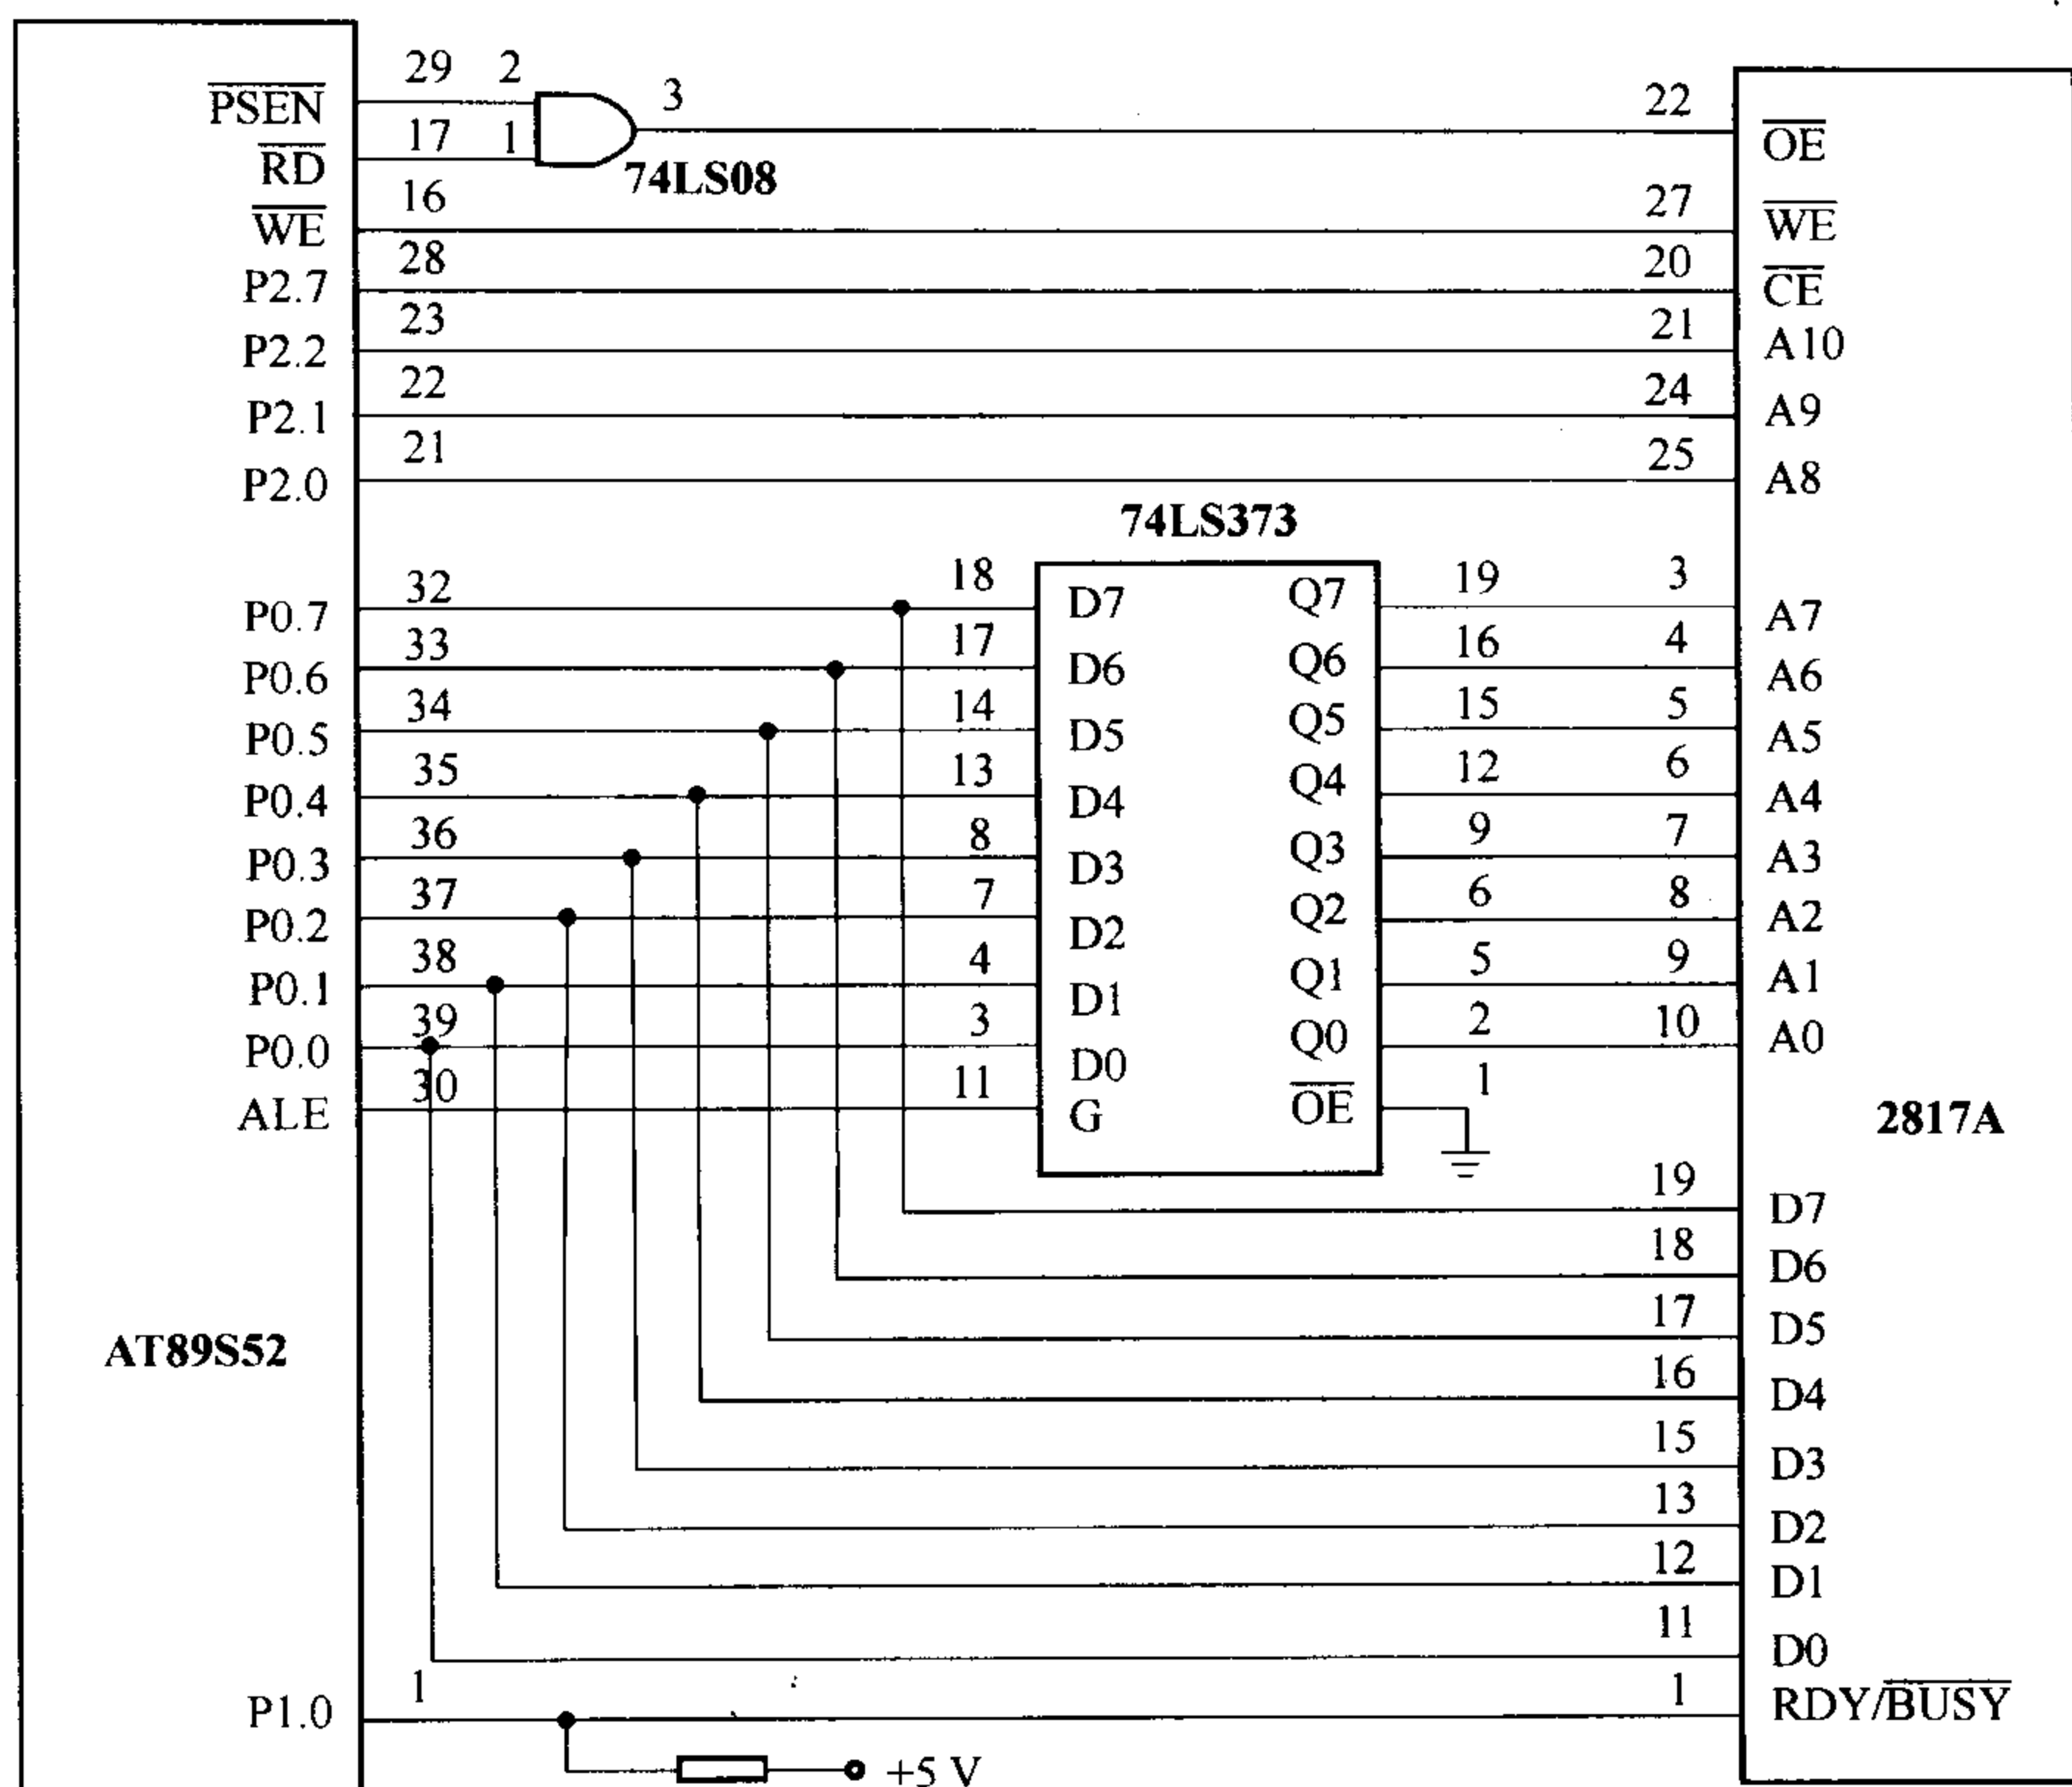 29 2
PSEN 3 22
17 1 OE
RD 74LS08
16 27
WE WE
28 20
P2.7 CE
23 21
P2.2 A10
22 24
P2.1 A9
21 25
P2.0 A8
74LS373
32 18 D7 Q7 19 3
P0.7 A7
33 17 D6 Q6 16 4
P0.6 A6
34 14 D5 Q5 15 5
P0.5 A5
35 13 D4 Q4 12 6
P0.4 A4
36 8 D3 Q3 9 7
P0.3 A3
37 7 D2 Q2 6 8
P0.2 A2
38 4 D1 Q1 5 9
P0.1 A1
39 3 D0 Q0 2 10
P0.0 A0
30 11 G OE 1
ALE
2817A
19
D7
18
D6
17
D5
AT89S52
16
D4
15
D3
13
D2
12
D1
11
D0
1 1
P1.0 RDY/BUSY
+5 V